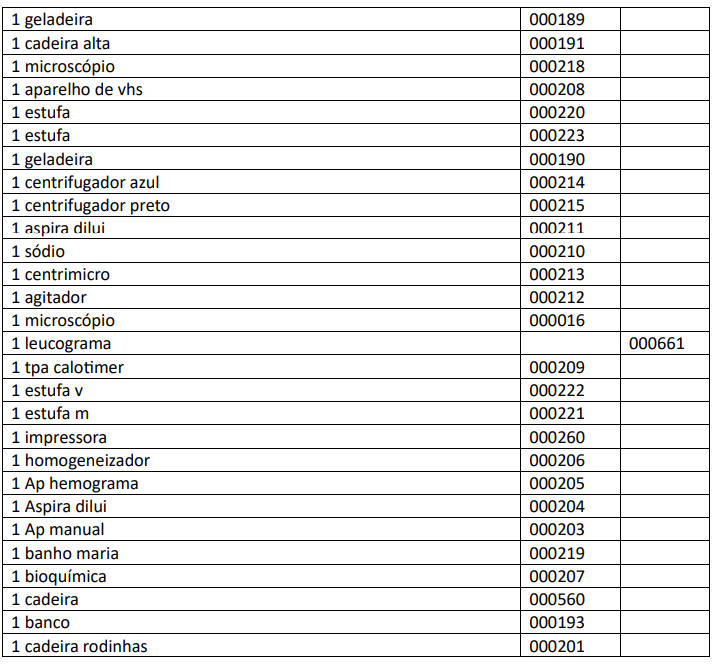 1 geladeira 000189
1 cadeira alta 000191
1 microscópio 000218
1 aparelho de vhs 000208
1 estufa 000220
1 estufa 000223
1 geladeira 000190
1 centrifugador azul 000214
1 centrifugador preto 000215
1 aspira dilui 000211
1 sódio 000210
1 centrimicro 000213
1 agitador 000212
1 microscópio 000016
1 leucograma 000661
1 tpa calotimer 000209
1 estufa v 000222
1 estufa m 000221
1 impressora 000260
1 homogeneizador 000206
1 Ap hemograma 000205
1 Aspira dilui 000204
1 Ap manual 000203
1 banho maria 000219
1 bioquímica 000207
1 cadeira 000560
1 banco 000193
1 cadeira rodinhas 000201